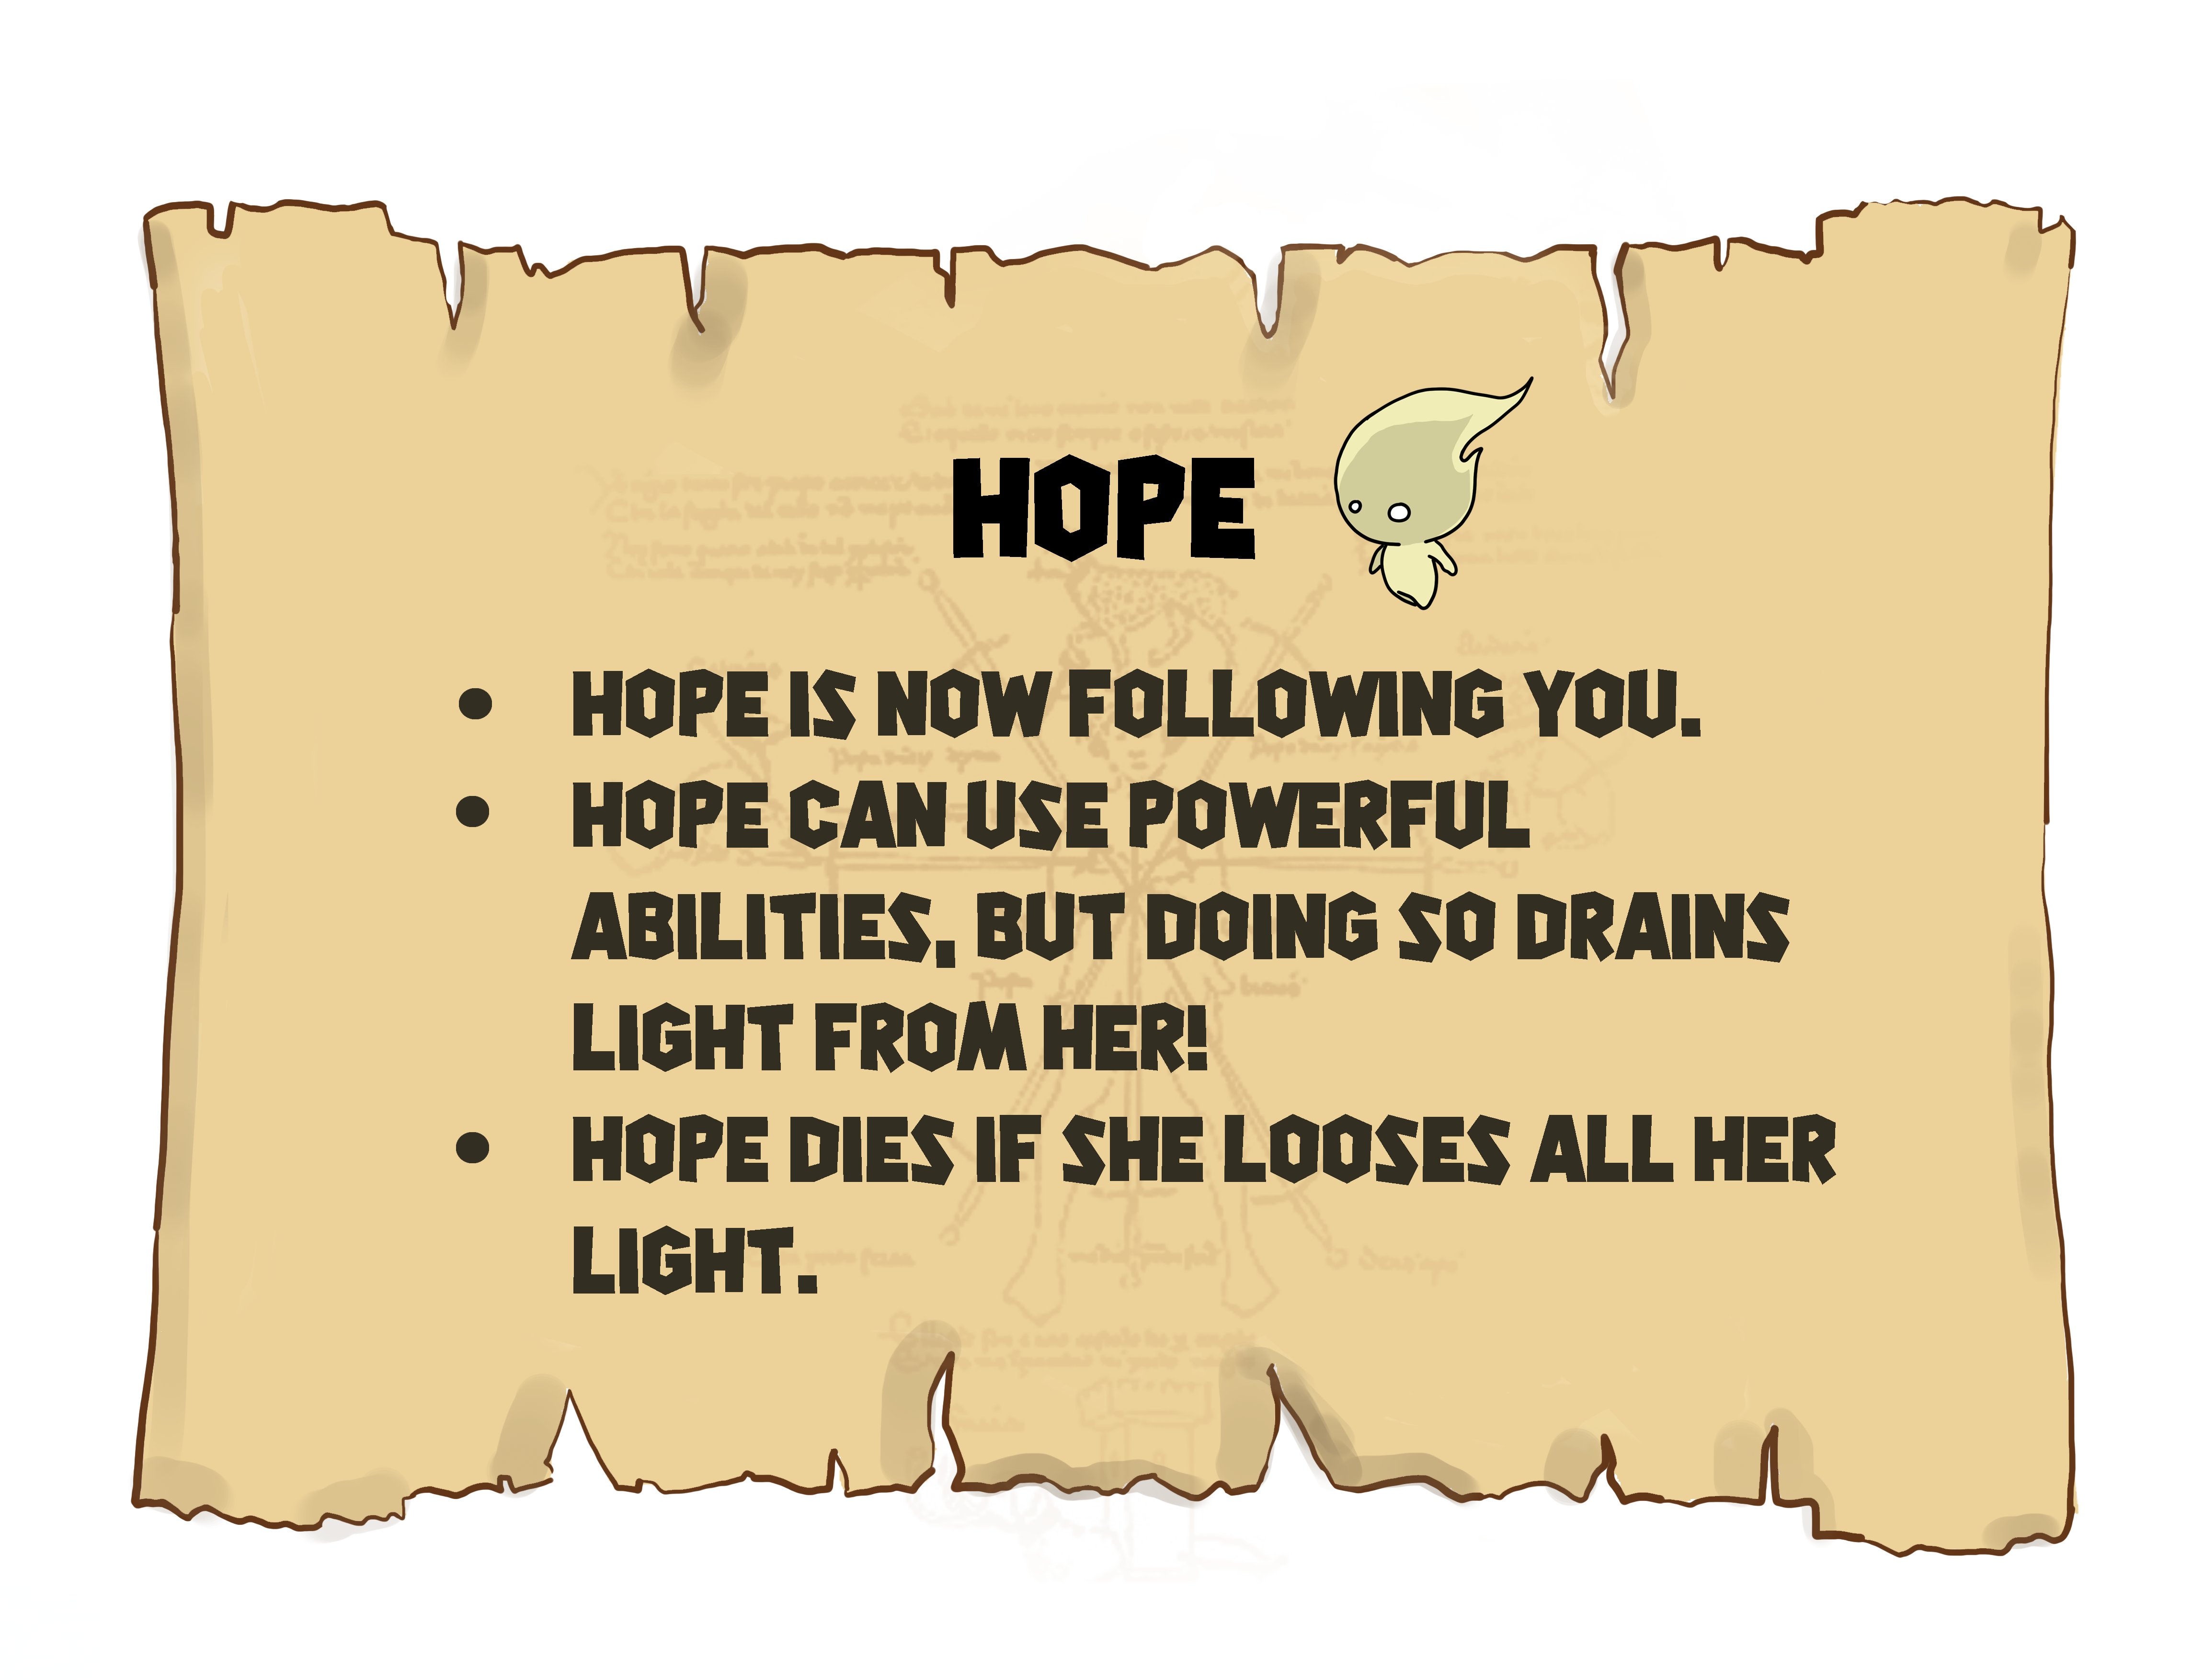 HOPE
• HOPE IS NOW FOLLOWING YOU.
• HOPE CAN USE POWERFUL
ABILITIES, BUT DOING SO DRAINS
LIGHT FROM HER!
• HOPE DIES IF SHE LOOSES ALL HER
LIGHT.